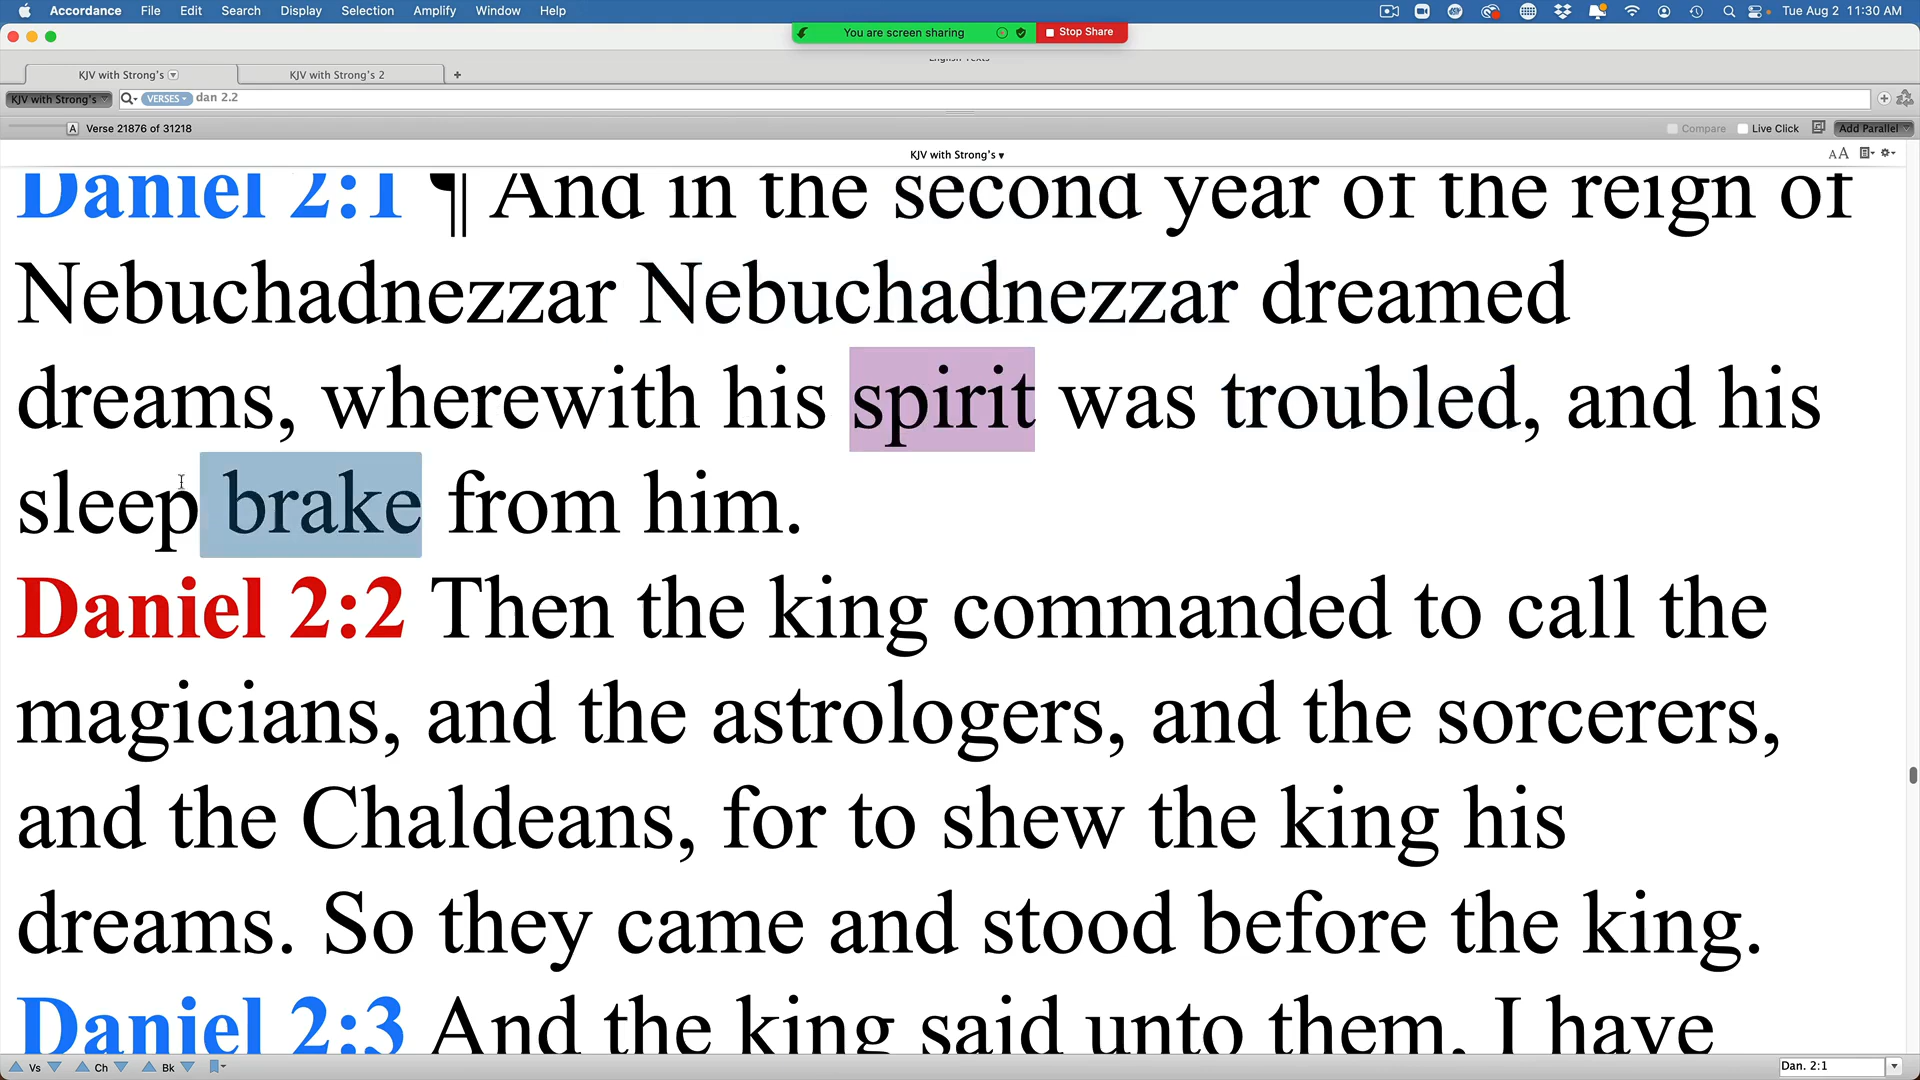 Accordance File Edit Search Display Selection Amplify Window Help Tue Aug 2 11:30 AM
You are screen sharing Stop Share
English Texts
KJV with Strong's KJV with Strong's 2 +
KJV with Strong's VERSES dan 2.2
A Verse 21876 of 31218 Compare Live Click Add Parallel
KJV with Strong's AA
Daniel 2:1 ¶ And in the second year of the reign of
Nebuchadnezzar Nebuchadnezzar dreamed
dreams, wherewith his spirit was troubled, and his
sleep brake from him.
Daniel 2:2 Then the king commanded to call the
magicians, and the astrologers, and the sorcerers,
and the Chaldeans, for to shew the king his
dreams. So they came and stood before the king.
Daniel 2:3 And the king said unto them, I have
Vs Ch Bk Dan. 2:1